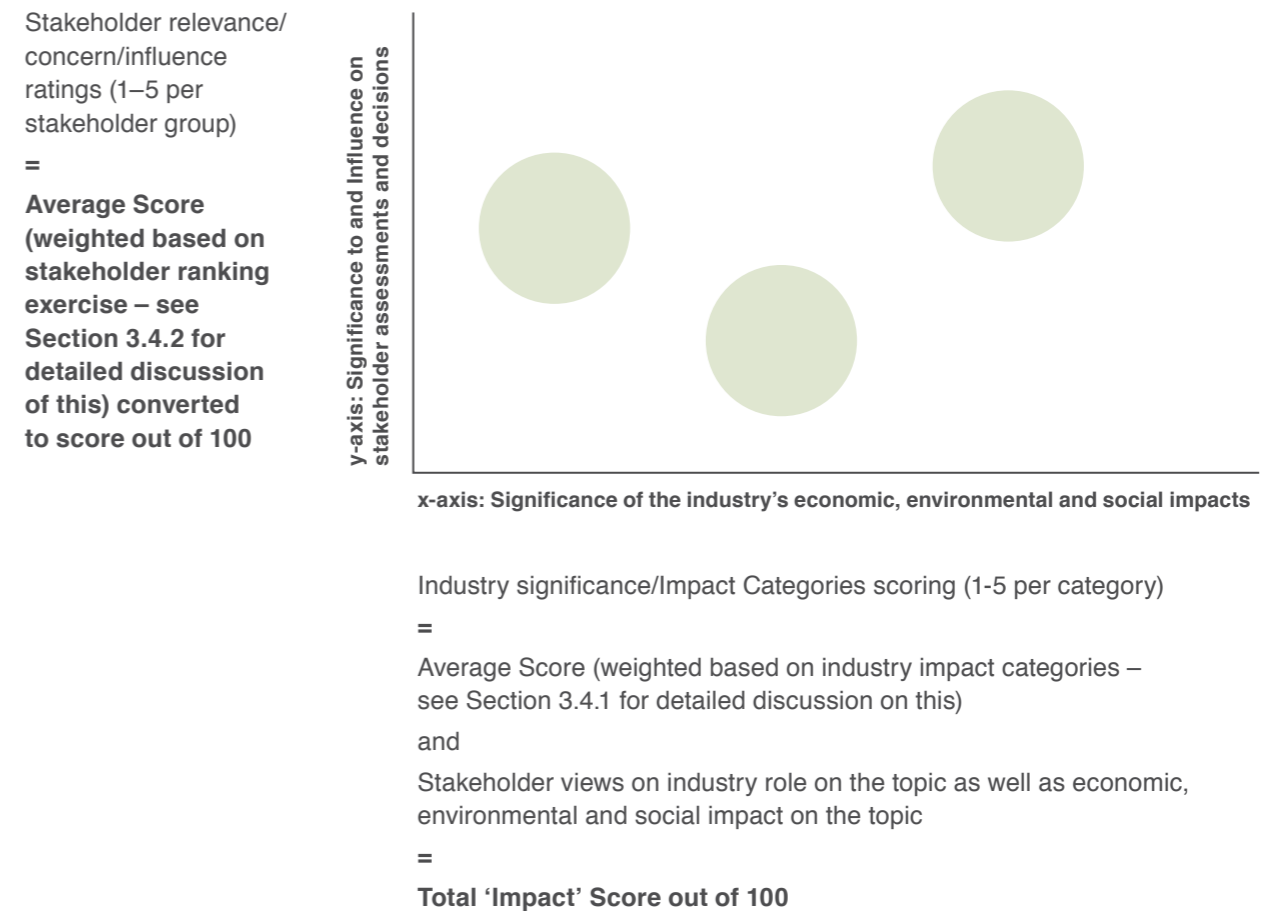 Stakeholder relevance/
concern/influence
ratings (1–5 per
stakeholder group)
=
Average Score
(weighted based on
stakeholder ranking
exercise – see
Section 3.4.2 for
detailed discussion
of this) converted
to score out of 100
y-axis: Significance to and Influence on
stakeholder assessments and decisions
x-axis: Significance of the industry’s economic, environmental and social impacts
Industry significance/Impact Categories scoring (1-5 per category)
=
Average Score (weighted based on industry impact categories –
see Section 3.4.1 for detailed discussion on this)
and
Stakeholder views on industry role on the topic as well as economic,
environmental and social impact on the topic
=
Total ‘Impact’ Score out of 100